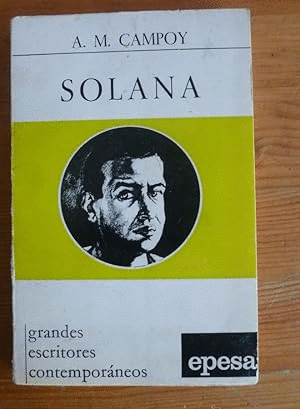 A. M. CAMPOY
SOLANA
grandes
escritores
contemporáneos
epesa